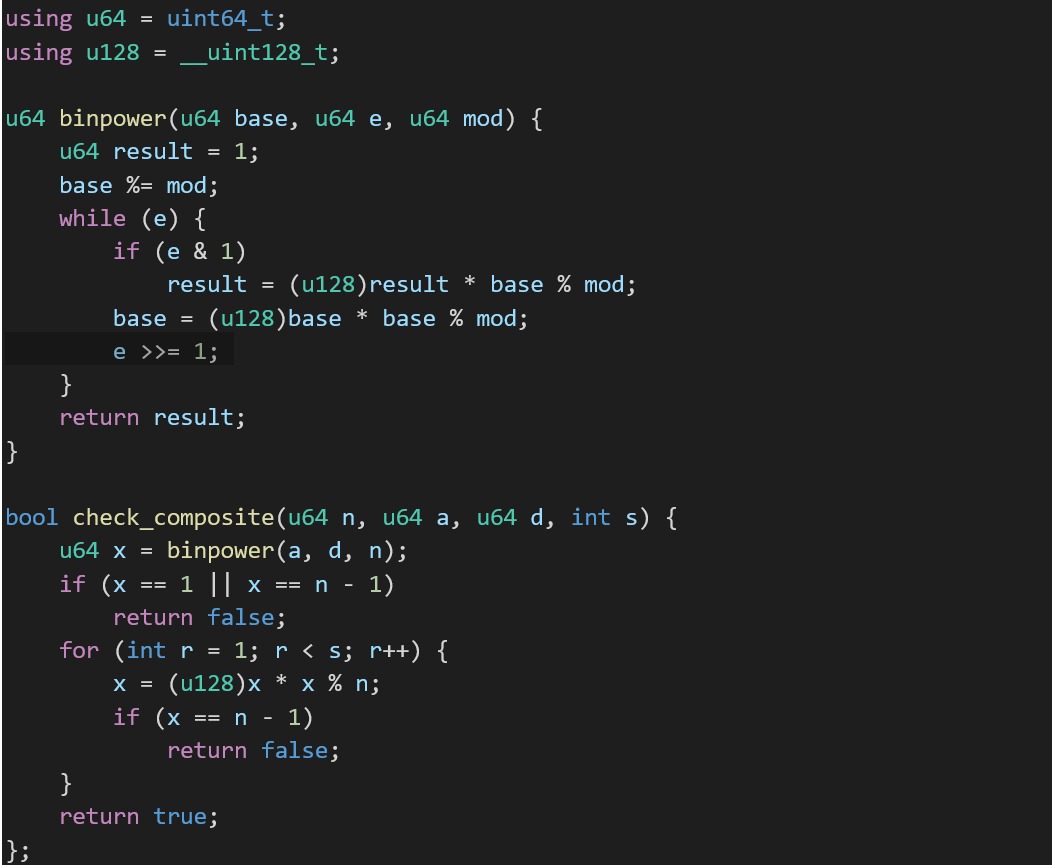 using u64 = uint64_t;
using u128 = __uint128_t;

u64 binpower(u64 base, u64 e, u64 mod) {
    u64 result = 1;
    base %= mod;
    while (e) {
        if (e & 1)
            result = (u128)result * base % mod;
        base = (u128)base * base % mod;
        e >>= 1;
    }
    return result;
}

bool check_composite(u64 n, u64 a, u64 d, int s) {
    u64 x = binpower(a, d, n);
    if (x == 1 || x == n - 1)
        return false;
    for (int r = 1; r < s; r++) {
        x = (u128)x * x % n;
        if (x == n - 1)
            return false;
    }
    return true;
};